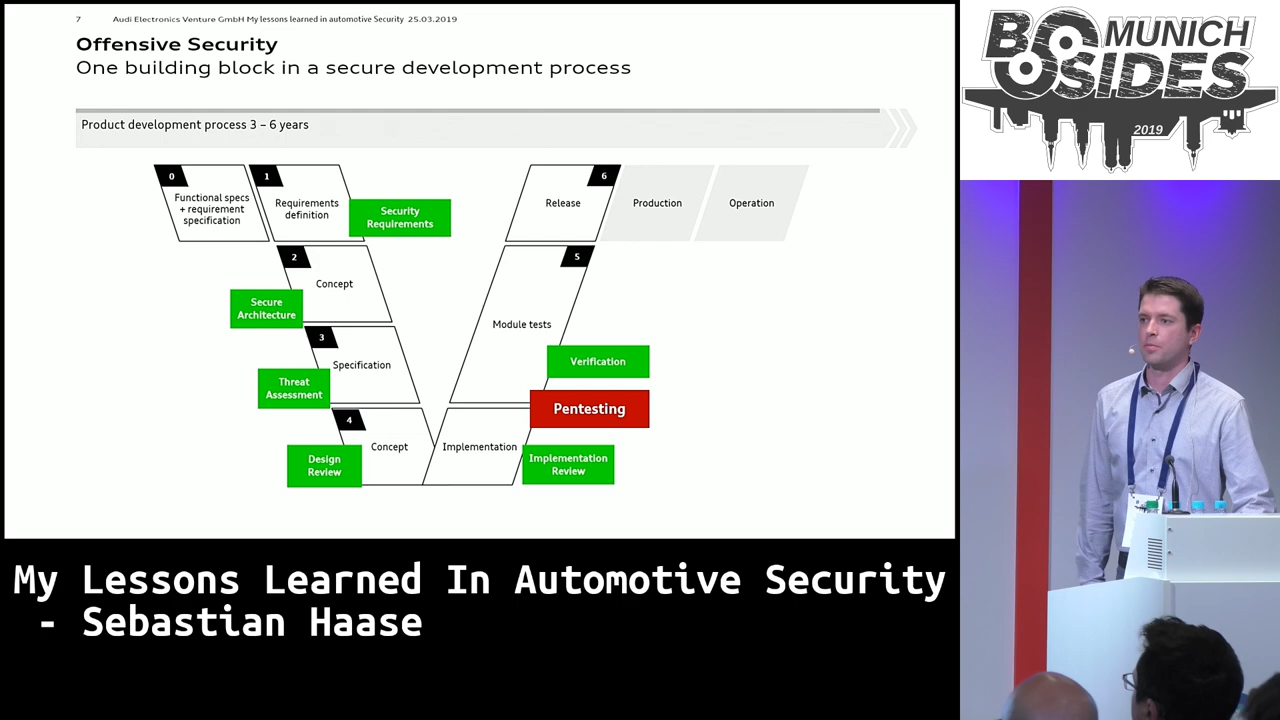 7 Audi Electronics Venture GmbH My lessons learned in automotive Security 25.03.2019
Offensive Security
One building block in a secure development process
Product development process 3 – 6 years
0
Functional specs
+ requirement
specification
1
Requirements
definition
Security
Requirements
2
Concept
Secure
Architecture
3
Specification
Threat
Assessment
4
Concept
Design
Review
Implementation
Implementation
Review
Pentesting
Verification
5
Module tests
6
Release
Production
Operation
My Lessons Learned In Automotive Security
- Sebastian Haase
BSIDES
MUNICH
2019